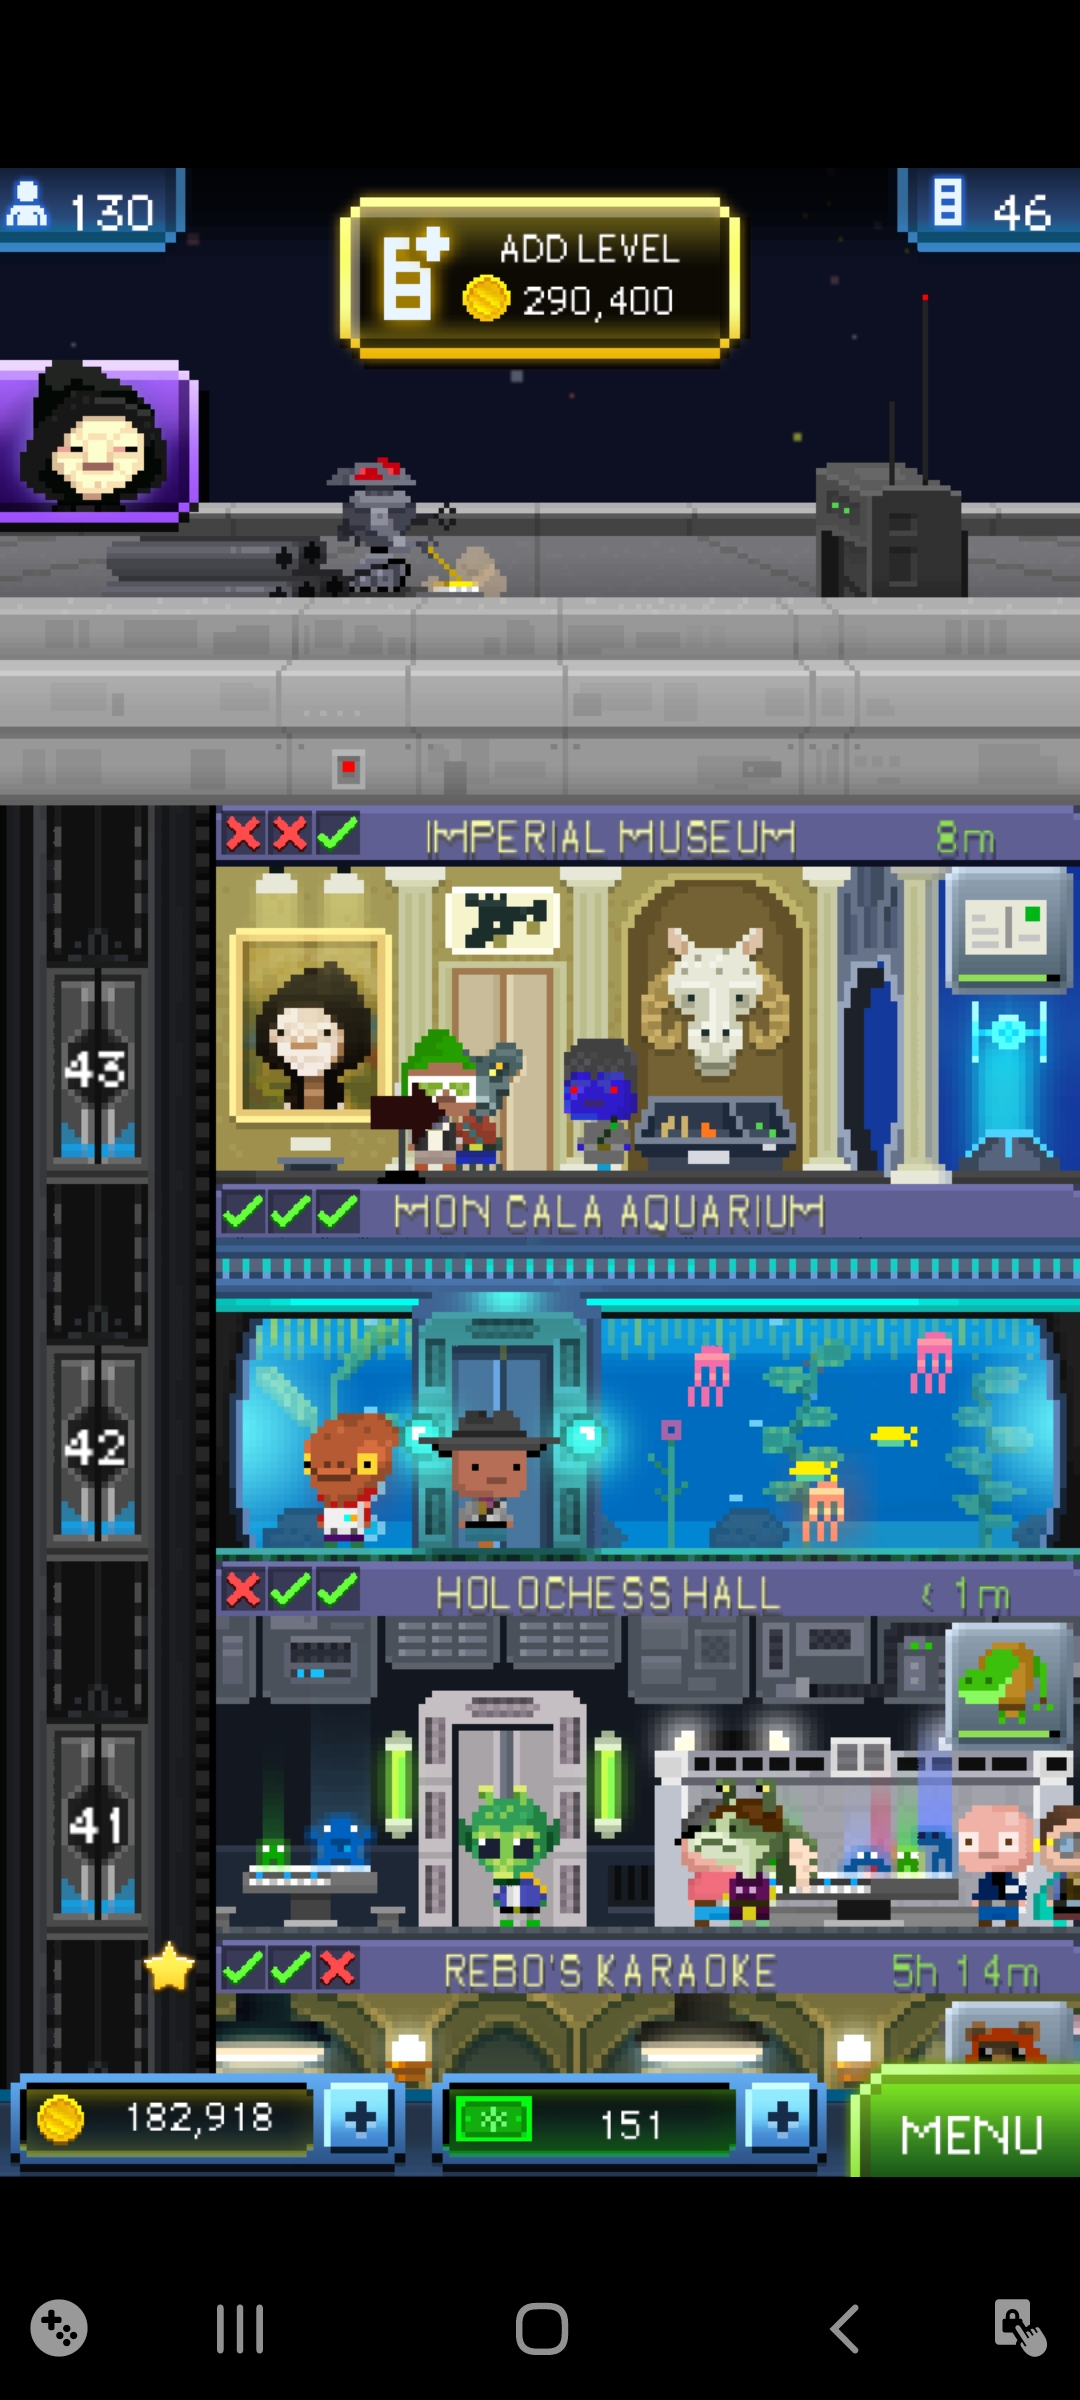 130
ADD LEVEL
290,400
46
IMPERIAL MUSEUM 8m
43
MON CALA AQUARIUM
42
HOLOCHESS HALL < 1m
41
REBO'S KARAOKE 5h 14m
182,918
151
MENU